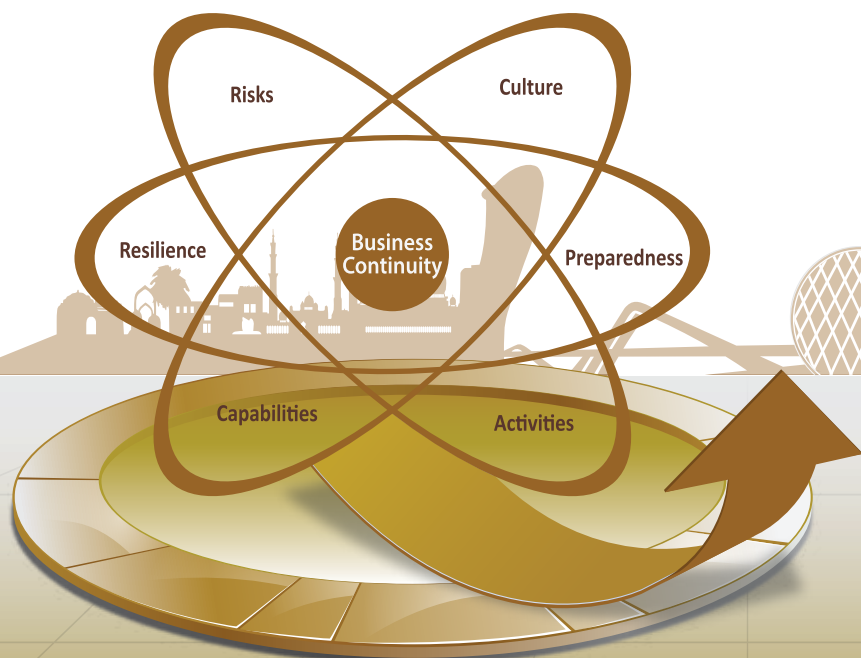 Risks
Culture
Resilience
Business
Continuity
Preparedness
Capabilities
Activities